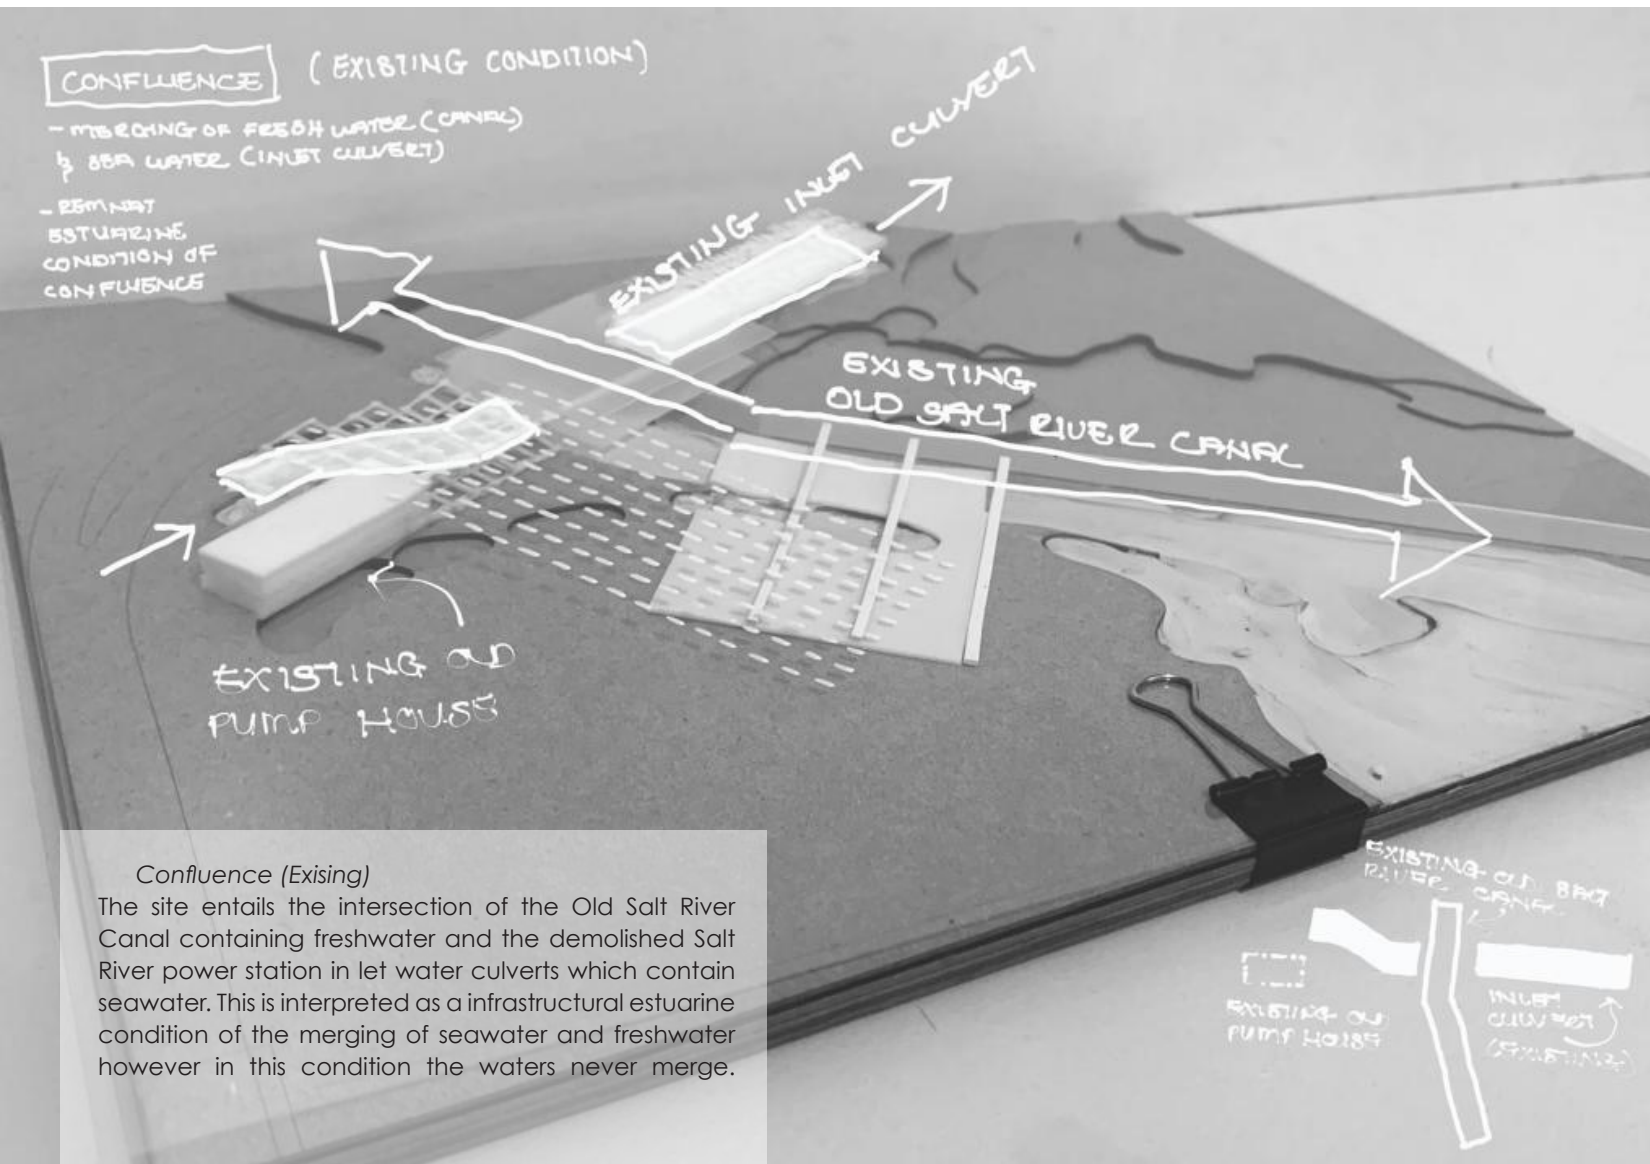 CONFLUENCE (EXISTING CONDITION)
- MERGING OF FRESH WATER (CANAL)
& SEA WATER (INLET CULVERT)
- REMNAT
ESTUARINE
CONDITION OF
CONFLUENCE
EXISTING INLET CULVERT
EXISTING
OLD SALT RIVER CANAL
EXISTING OLD
PUMP HOUSE
Confluence (Exising)
The site entails the intersection of the Old Salt River
Canal containing freshwater and the demolished Salt
River power station in let water culverts which contain
seawater. This is interpreted as a infrastructural estuarine
condition of the merging of seawater and freshwater
however in this condition the waters never merge.
EXISTING OLD SALT
RIVER CANAL
EXISTING OLD
PUMP HOUSE
INLET
CULVERT
(EXISTING)